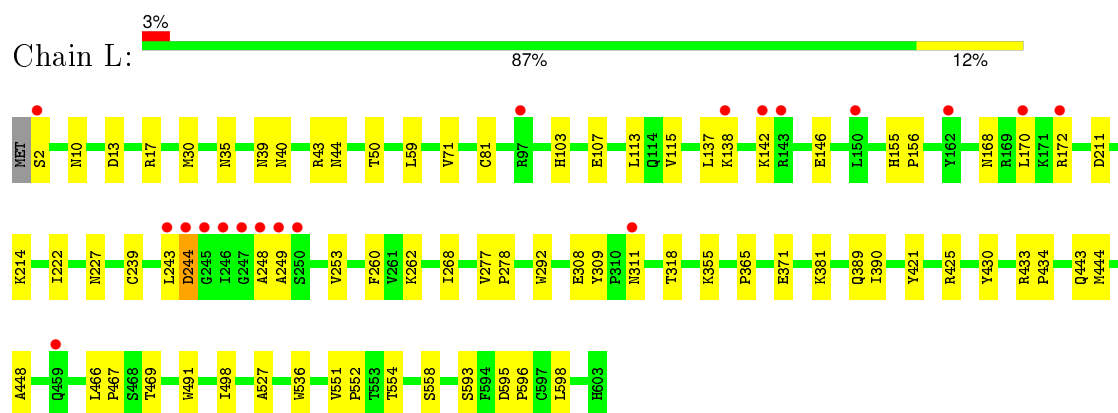 3%
Chain L:
87% 12%
MET S2 N10 D13 R17 M30 N35 N39 N40 R43 N44 T50 L59 V71 C81 R97 H103 E107 L113 Q114 V115 L137 K138 K142 R143 E146 L150 H155 P156 Y162 N168 R169 L170 K171 R172 D211
K214 I222 N227 C239 L243 D244 G245 I246 G247 A248 A249 S250 V253 F260 V261 K262 I268 V277 P278 W292 E308 Y309 P310 N311 T318 K355 P365 E371 K381 Q389 I390 Y421 R425 Y430 R433 P434 Q443 M444
A448 Q459 L466 P467 S468 T469 W491 I498 A527 W536 V551 P552 T553 T554 S558 S593 F594 D595 P596 C597 L598 H603